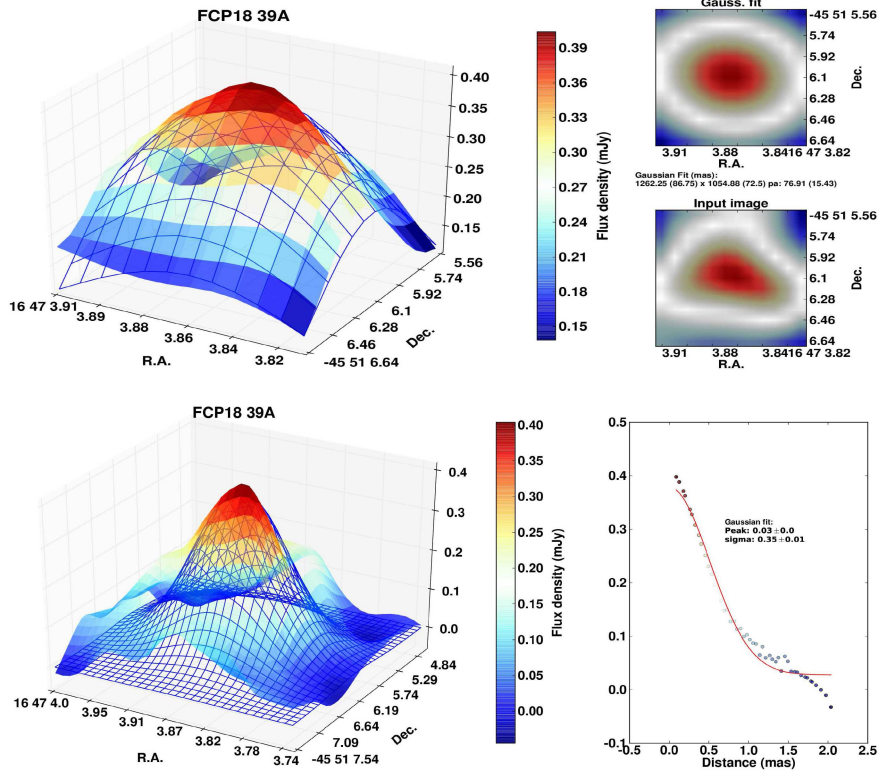 FCP18 39A
0.40
0.35
0.30
0.25
0.20
0.15
16 47 3.91
3.89
3.88
3.86
3.84
3.82
R.A.
-45 51 6.64
6.46
6.28
6.1
5.92
5.74
5.56
Dec.
0.39
0.36
0.33
0.30
0.27
0.24
0.21
0.18
0.15
Flux density (mJy)
Gauss. fit
-45 51 5.56
5.74
5.92
6.1
6.28
6.46
6.64
Dec.
3.91
3.88
3.8416 47 3.82
R.A.
Gaussian Fit (mas):
1262.25 (86.75) x 1054.88 (72.5) pa: 76.91 (15.43)
Input image
-45 51 5.56
5.74
5.92
6.1
6.28
6.46
6.64
Dec.
3.91
3.88
3.8416 47 3.82
R.A.
FCP18 39A
0.4
0.3
0.2
0.1
0.0
16 47 4.0
3.95
3.91
3.87
3.82
3.78
3.74
R.A.
-45 51 7.54
7.09
6.64
6.19
5.74
5.29
4.84
Dec.
0.40
0.35
0.30
0.25
0.20
0.15
0.10
0.05
0.00
Flux density (mJy)
0.5
0.4
0.3
0.2
0.1
0.0
-0.1
-0.5
0.0
0.5
1.0
1.5
2.0
2.5
Distance (mas)
Gaussian fit:
Peak: 0.03±0.0
sigma: 0.35±0.01